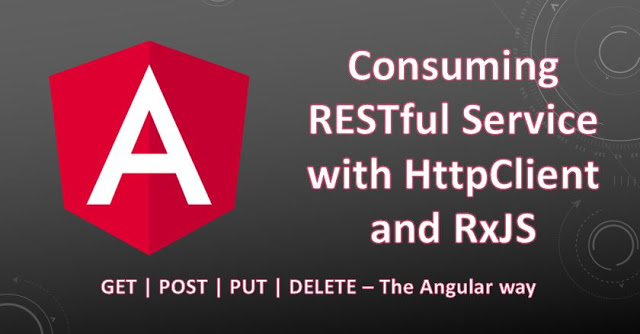 A
Consuming
RESTful Service
with HttpClient
and RxJS
GET | POST | PUT | DELETE – The Angular way